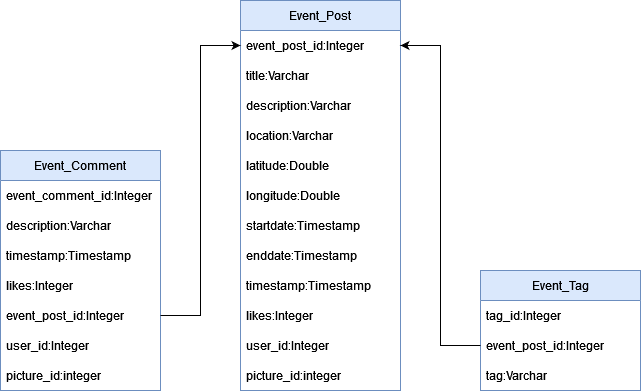 Event_Post
event_post_id:Integer
title:Varchar
description:Varchar
location:Varchar
latitude:Double
longitude:Double
startdate:Timestamp
enddate:Timestamp
timestamp:Timestamp
likes:Integer
user_id:Integer
picture_id:integer
Event_Comment
event_comment_id:Integer
description:Varchar
timestamp:Timestamp
likes:Integer
event_post_id:Integer
user_id:Integer
picture_id:integer
Event_Tag
tag_id:Integer
event_post_id:Integer
tag:Varchar